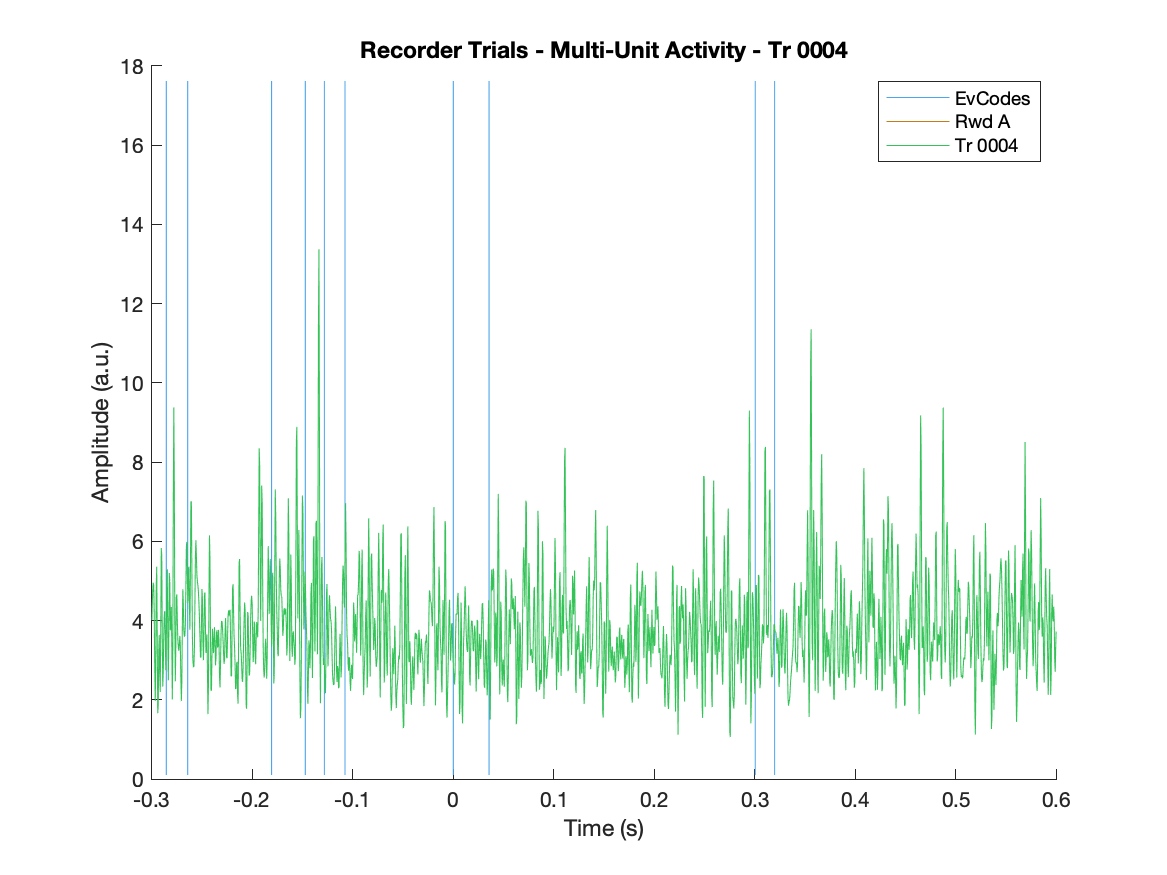 Recorder Trials - Multi-Unit Activity - Tr 0004
18
16
14
12
10
8
6
4
2
0
Amplitude (a.u.)
EvCodes
Rwd A
Tr 0004
-0.3 -0.2 -0.1 0 0.1 0.2 0.3 0.4 0.5 0.6
Time (s)